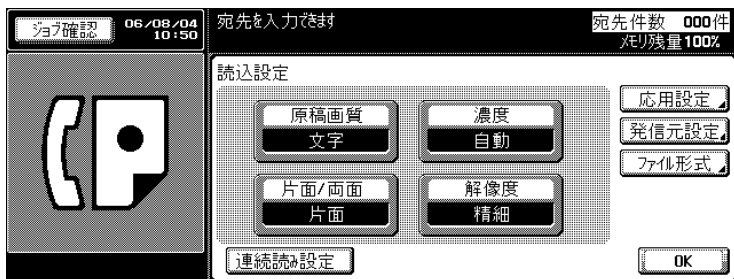 ジョブ確認
06/08/04
10:50
宛先を入力できます
宛先件数 000件
メモリ残量100%
読込設定
原稿画質
文字
濃度
自動
片面/両面
片面
解像度
精細
応用設定
発信元設定
ファイル形式
連続読み設定
OK